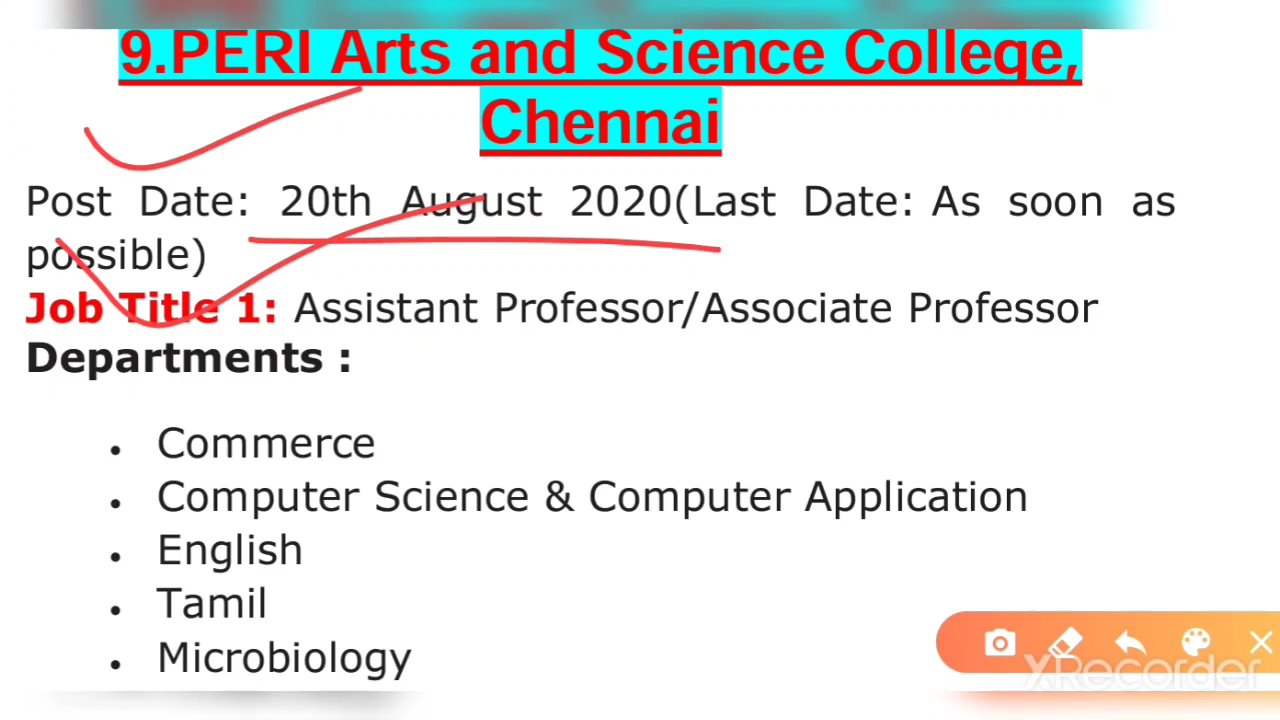 9.PERI Arts and Science College,
Chennai
Post Date: 20th August 2020(Last Date: As soon as
possible)
Job Title 1: Assistant Professor/Associate Professor
Departments :
• Commerce
• Computer Science & Computer Application
• English
• Tamil
• Microbiology
XRecorder